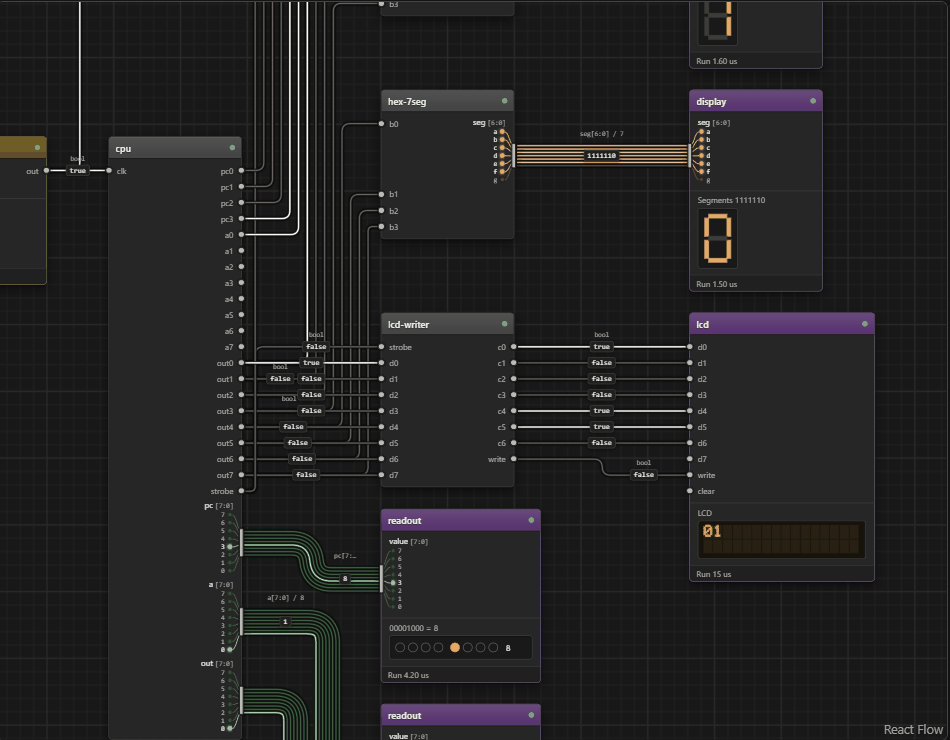 b3
Run 1.60 us
hex-7seg
b0
seg [6:0]
a
b
c
d
e
f
g
b1
b2
b3
seg[6:0] / 7
1111110
display
seg [6:0]
a
b
c
d
e
f
g
Segments 1111110
0
Run 1.50 us
out
bool
true
cpu
clk
pc0
pc1
pc2
pc3
a0
a1
a2
a3
a4
a5
a6
a7
out0
out1
out2
out3
out4
out5
out6
out7
strobe
pc [7:0]
7
6
5
4
3
2
1
0
a [7:0]
7
6
5
4
3
2
1
0
out [7:0]
7
6
5
4
3
2
1
0
bool
false
true
bool
false false
bool
false
false
false
false
false
lcd-writer
strobe
d0
d1
d2
d3
d4
d5
d6
d7
c0
c1
c2
c3
c4
c5
c6
write
bool
true
false
false
false
true
true
false
bool
false
lcd
d0
d1
d2
d3
d4
d5
d6
d7
write
clear
LCD
01
Run 15 us
pc[7:…
8
a[7:0] / 8
1
readout
value [7:0]
7
6
5
4
3
2
1
0
00001000 = 8
8
Run 4.20 us
readout
value [7:0]
React Flow